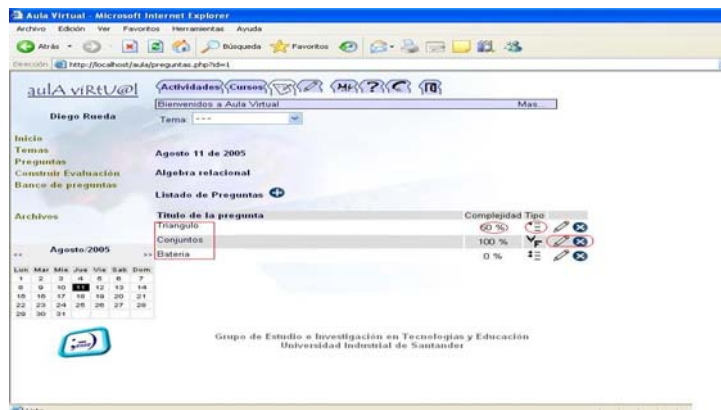 Aula Virtual - Microsoft Internet Explorer
Archivo Edición Ver Favoritos Herramientas Ayuda
Atrás Búsqueda Favoritos
Dirección http://localhost/aula/preguntas.php?id=1
aulA viRtU@l
Actividades Cursos
Bienvenidos a Aula Virtual Mas...
Diego Rueda
Tema: ---
Inicio
Temas
Preguntas
Construir Evaluación
Banco de preguntas
Archivos
Agosto 11 de 2005
Algebra relacional
Listado de Preguntas
Titulo de la pregunta Complejidad Tipo
Triangulo 60 %
Conjuntos 100 % VF
Bateria 0 %
<< Agosto/2005 >>
Lun Mar Mie Jue Vie Sab Dom
1 2 3 4 5 6 7
8 9 10 11 12 13 14
15 16 17 18 19 20 21
22 23 24 25 26 27 28
29 30 31
Grupo de Estudio e Investigación en Tecnologías y Educación
Universidad Industrial de Santander